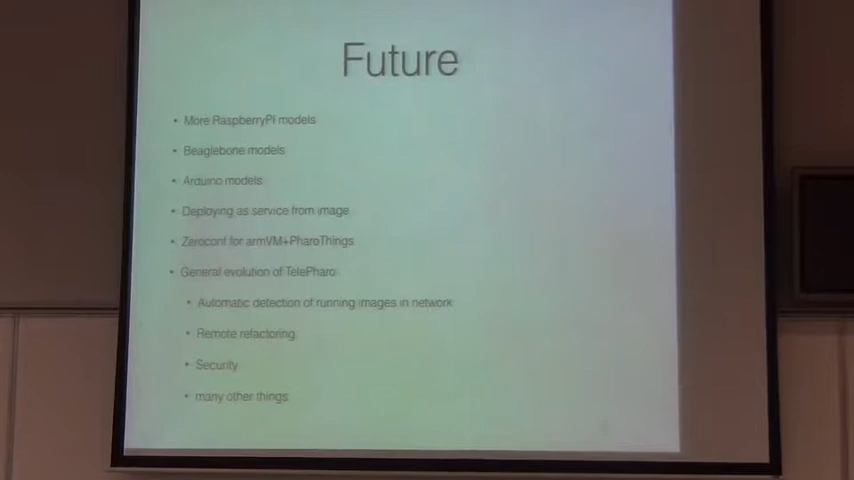 Future
• More RaspberryPI models
• Beaglebone models
• Arduino models
• Deploying as service from image
• Zeroconf for armVM+PharoThings
• General evolution of TelePharo
• Automatic detection of running images in network
• Remote refactoring
• Security
• many other things